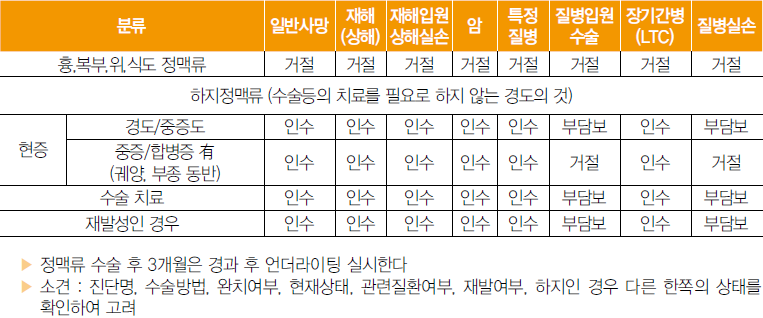 분류 일반사망 재해(상해) 재해입원상해실손 암 특정질병 질병입원수술 장기간병(LTC) 질병실손
흉,복부,위,식도 정맥류 거절 거절 거절 거절 거절 거절 거절 거절
하지정맥류 (수술등의 치료를 필요로 하지 않는 경도의 것)
현증 경도/중증도 인수 인수 인수 인수 인수 부담보 인수 부담보
중증/합병증 有
(궤양, 부종 동반) 인수 인수 인수 인수 인수 거절 인수 거절
수술 치료 인수 인수 인수 인수 인수 부담보 인수 부담보
재발성인 경우 인수 인수 인수 인수 인수 부담보 인수 부담보
▶ 정맥류 수술 후 3개월은 경과 후 언더라이팅 실시한다
▶ 소견 : 진단명, 수술방법, 완치여부, 현재상태, 관련질환여부, 재발여부, 하지인 경우 다른 한쪽의 상태를
확인하여 고려